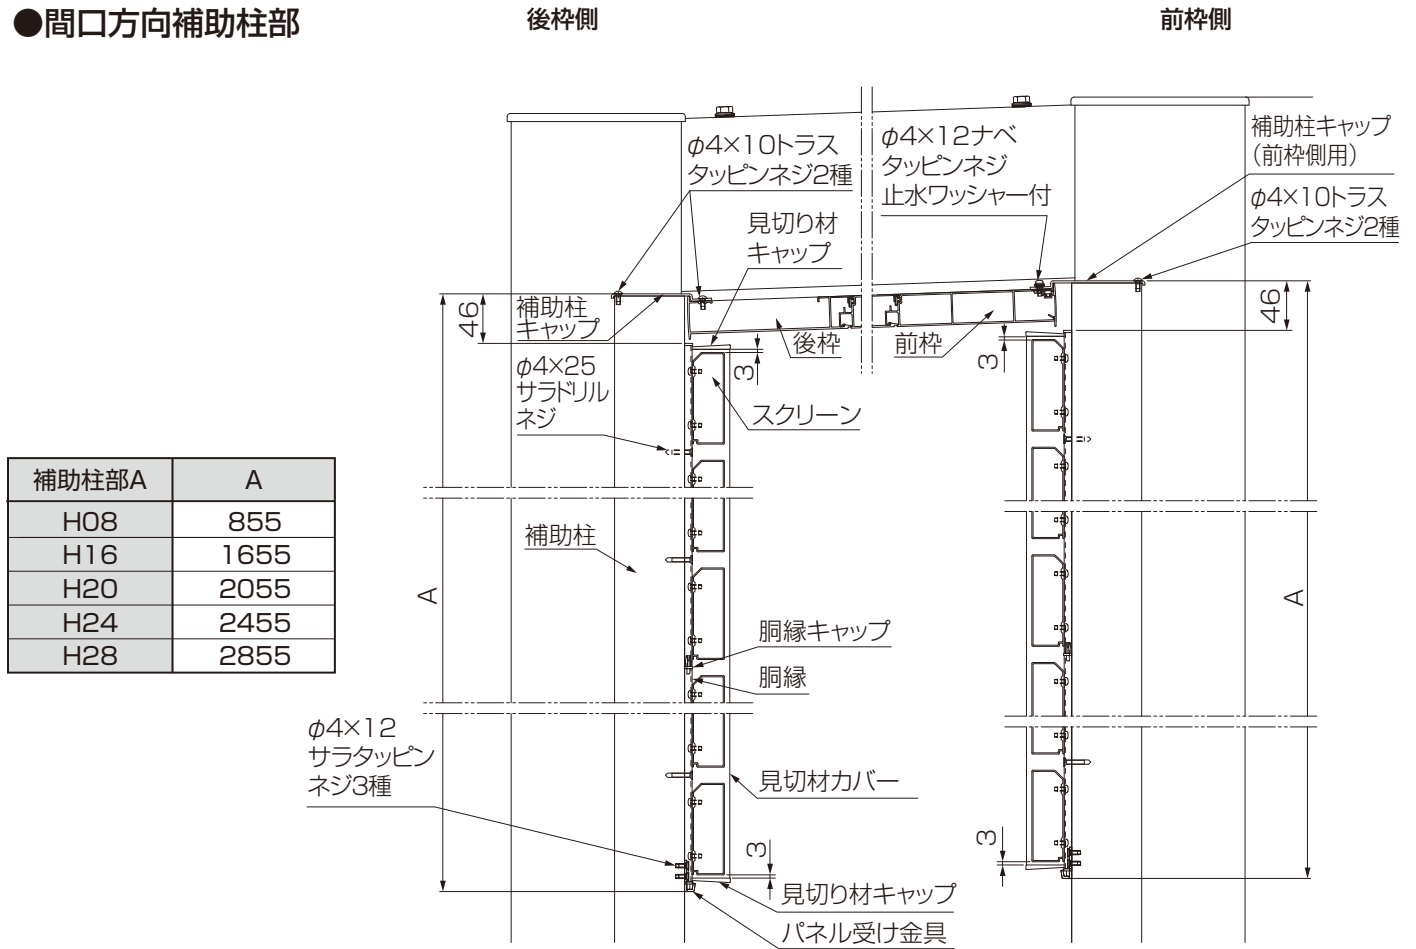 ●間口方向補助柱部
後枠側
前枠側
φ4×10トラス
タッピンネジ2種
φ4×12ナベ
タッピンネジ
止水ワッシャー付
補助柱キャップ
(前枠側用)
φ4×10トラス
タッピンネジ2種
見切り材
キャップ
補助柱
キャップ
46
46
後枠
前枠
3
3
φ4×25
サラドリル
ネジ
スクリーン
補助柱部A A
H08 855
H16 1655
H20 2055
H24 2455
H28 2855
補助柱
A
A
胴縁キャップ
胴縁
φ4×12
サラタッピン
ネジ3種
見切材カバー
3
3
見切り材キャップ
パネル受け金具